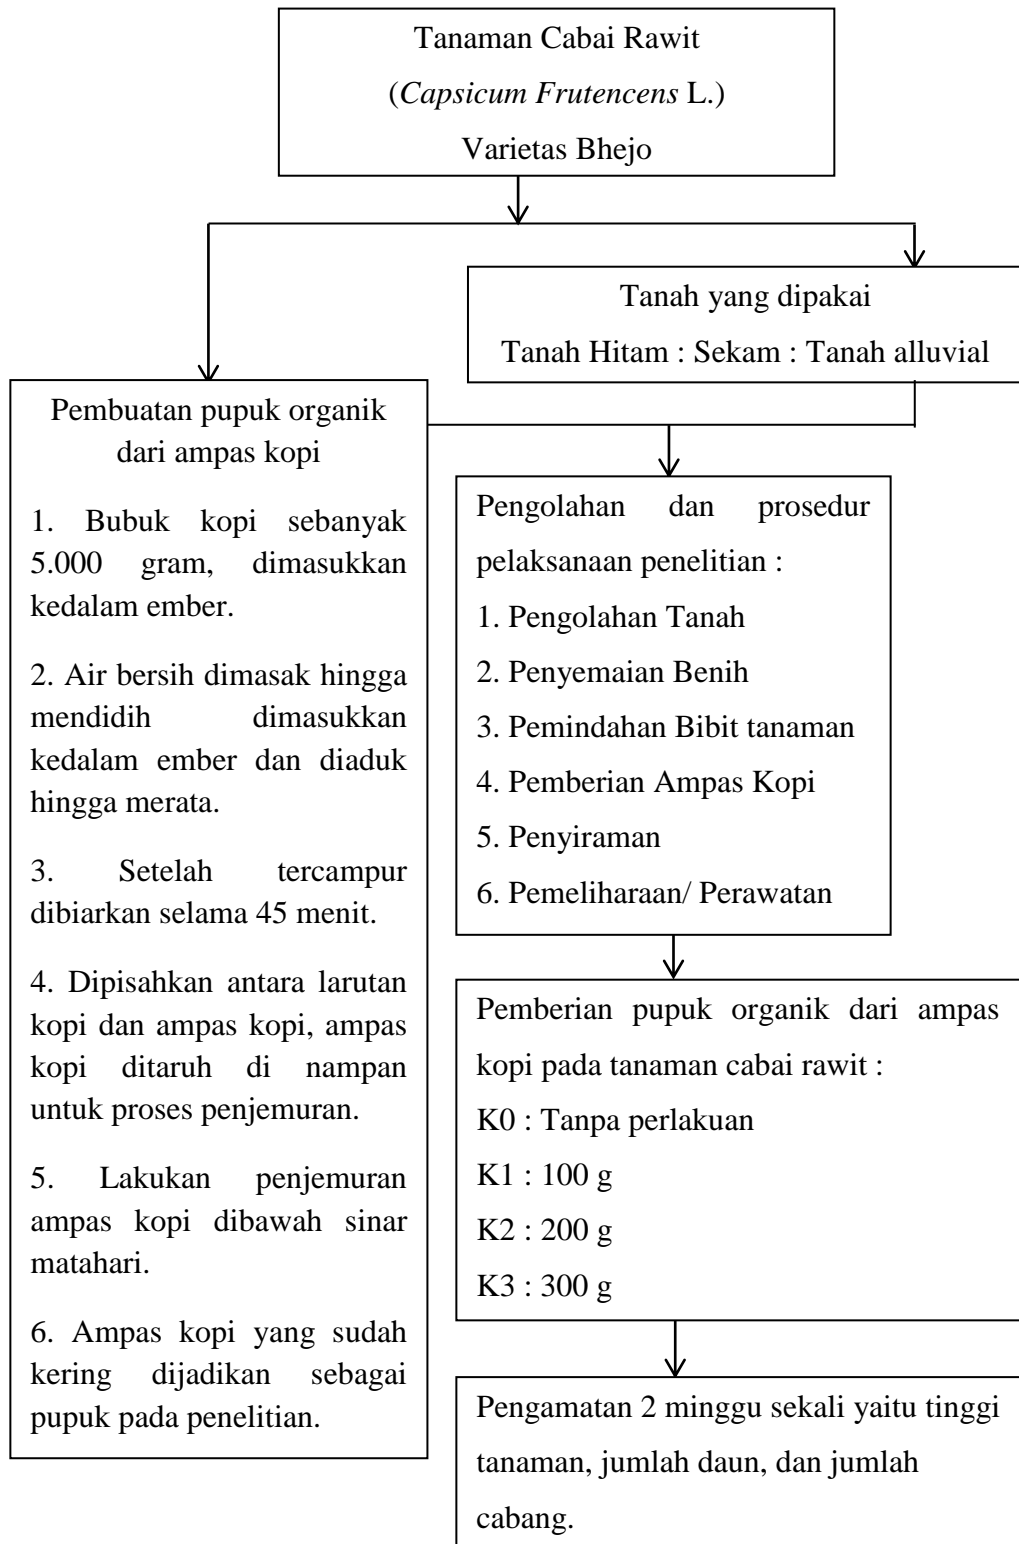 Tanaman Cabai Rawit
(Capsicum Frutencens L.)
Varietas Bhejo
Tanah yang dipakai
Tanah Hitam : Sekam : Tanah alluvial
Pembuatan pupuk organik
dari ampas kopi
1. Bubuk kopi sebanyak
5.000 gram, dimasukkan
kedalam ember.
2. Air bersih dimasak hingga
mendidih dimasukkan
kedalam ember dan diaduk
hingga merata.
3. Setelah tercampur
dibiarkan selama 45 menit.
4. Dipisahkan antara larutan
kopi dan ampas kopi, ampas
kopi ditaruh di nampan
untuk proses penjemuran.
5. Lakukan penjemuran
ampas kopi dibawah sinar
matahari.
6. Ampas kopi yang sudah
kering dijadikan sebagai
pupuk pada penelitian.
Pengolahan dan prosedur
pelaksanaan penelitian :
1. Pengolahan Tanah
2. Penyemaian Benih
3. Pemindahan Bibit tanaman
4. Pemberian Ampas Kopi
5. Penyiraman
6. Pemeliharaan/ Perawatan
Pemberian pupuk organik dari ampas
kopi pada tanaman cabai rawit :
K0 : Tanpa perlakuan
K1 : 100 g
K2 : 200 g
K3 : 300 g
Pengamatan 2 minggu sekali yaitu tinggi
tanaman, jumlah daun, dan jumlah
cabang.